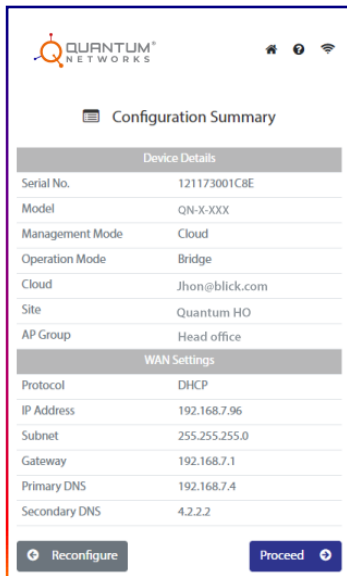 QUANTUM®
NETWORKS
Configuration Summary
Device Details
Serial No. 121173001C8E
Model QN-X-XXX
Management Mode Cloud
Operation Mode Bridge
Cloud Jhon@blick.com
Site Quantum HO
AP Group Head office
WAN Settings
Protocol DHCP
IP Address 192.168.7.96
Subnet 255.255.255.0
Gateway 192.168.7.1
Primary DNS 192.168.7.4
Secondary DNS 4.2.2.2
Reconfigure Proceed